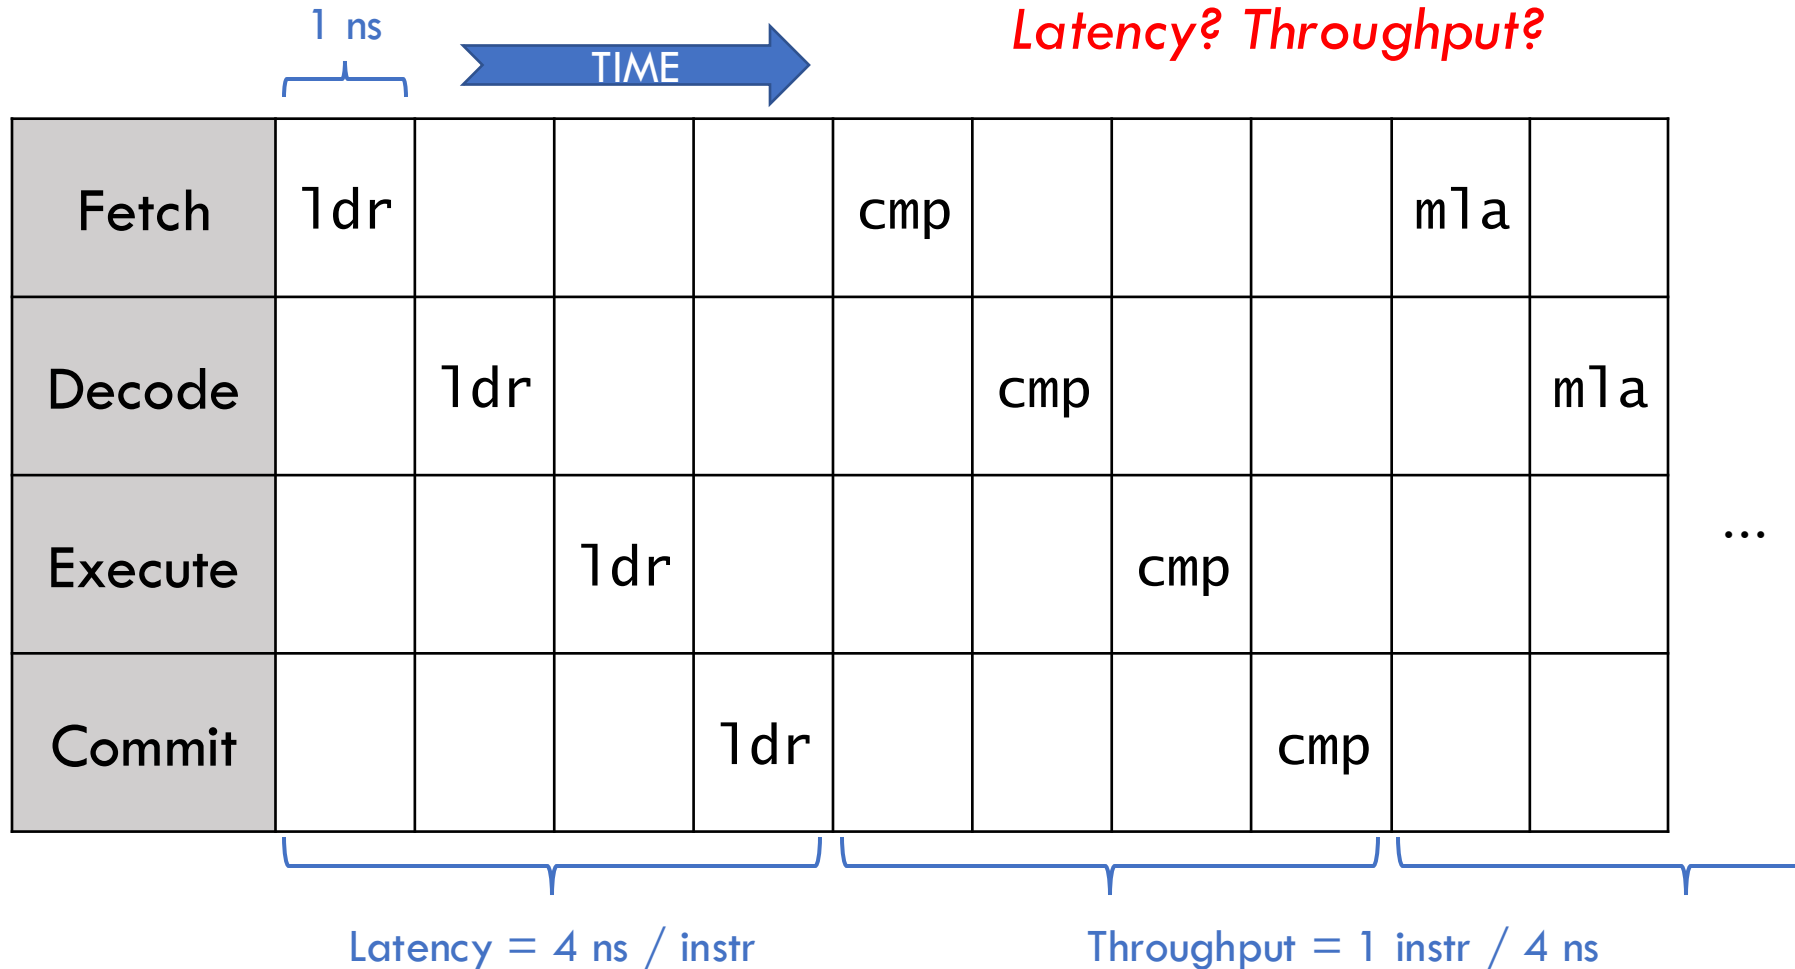 1 ns
TIME
Latency? Throughput?
Fetch ldr cmp mla
Decode ldr cmp mla
Execute ldr cmp
...
Commit ldr cmp
Latency = 4 ns / instr
Throughput = 1 instr / 4 ns